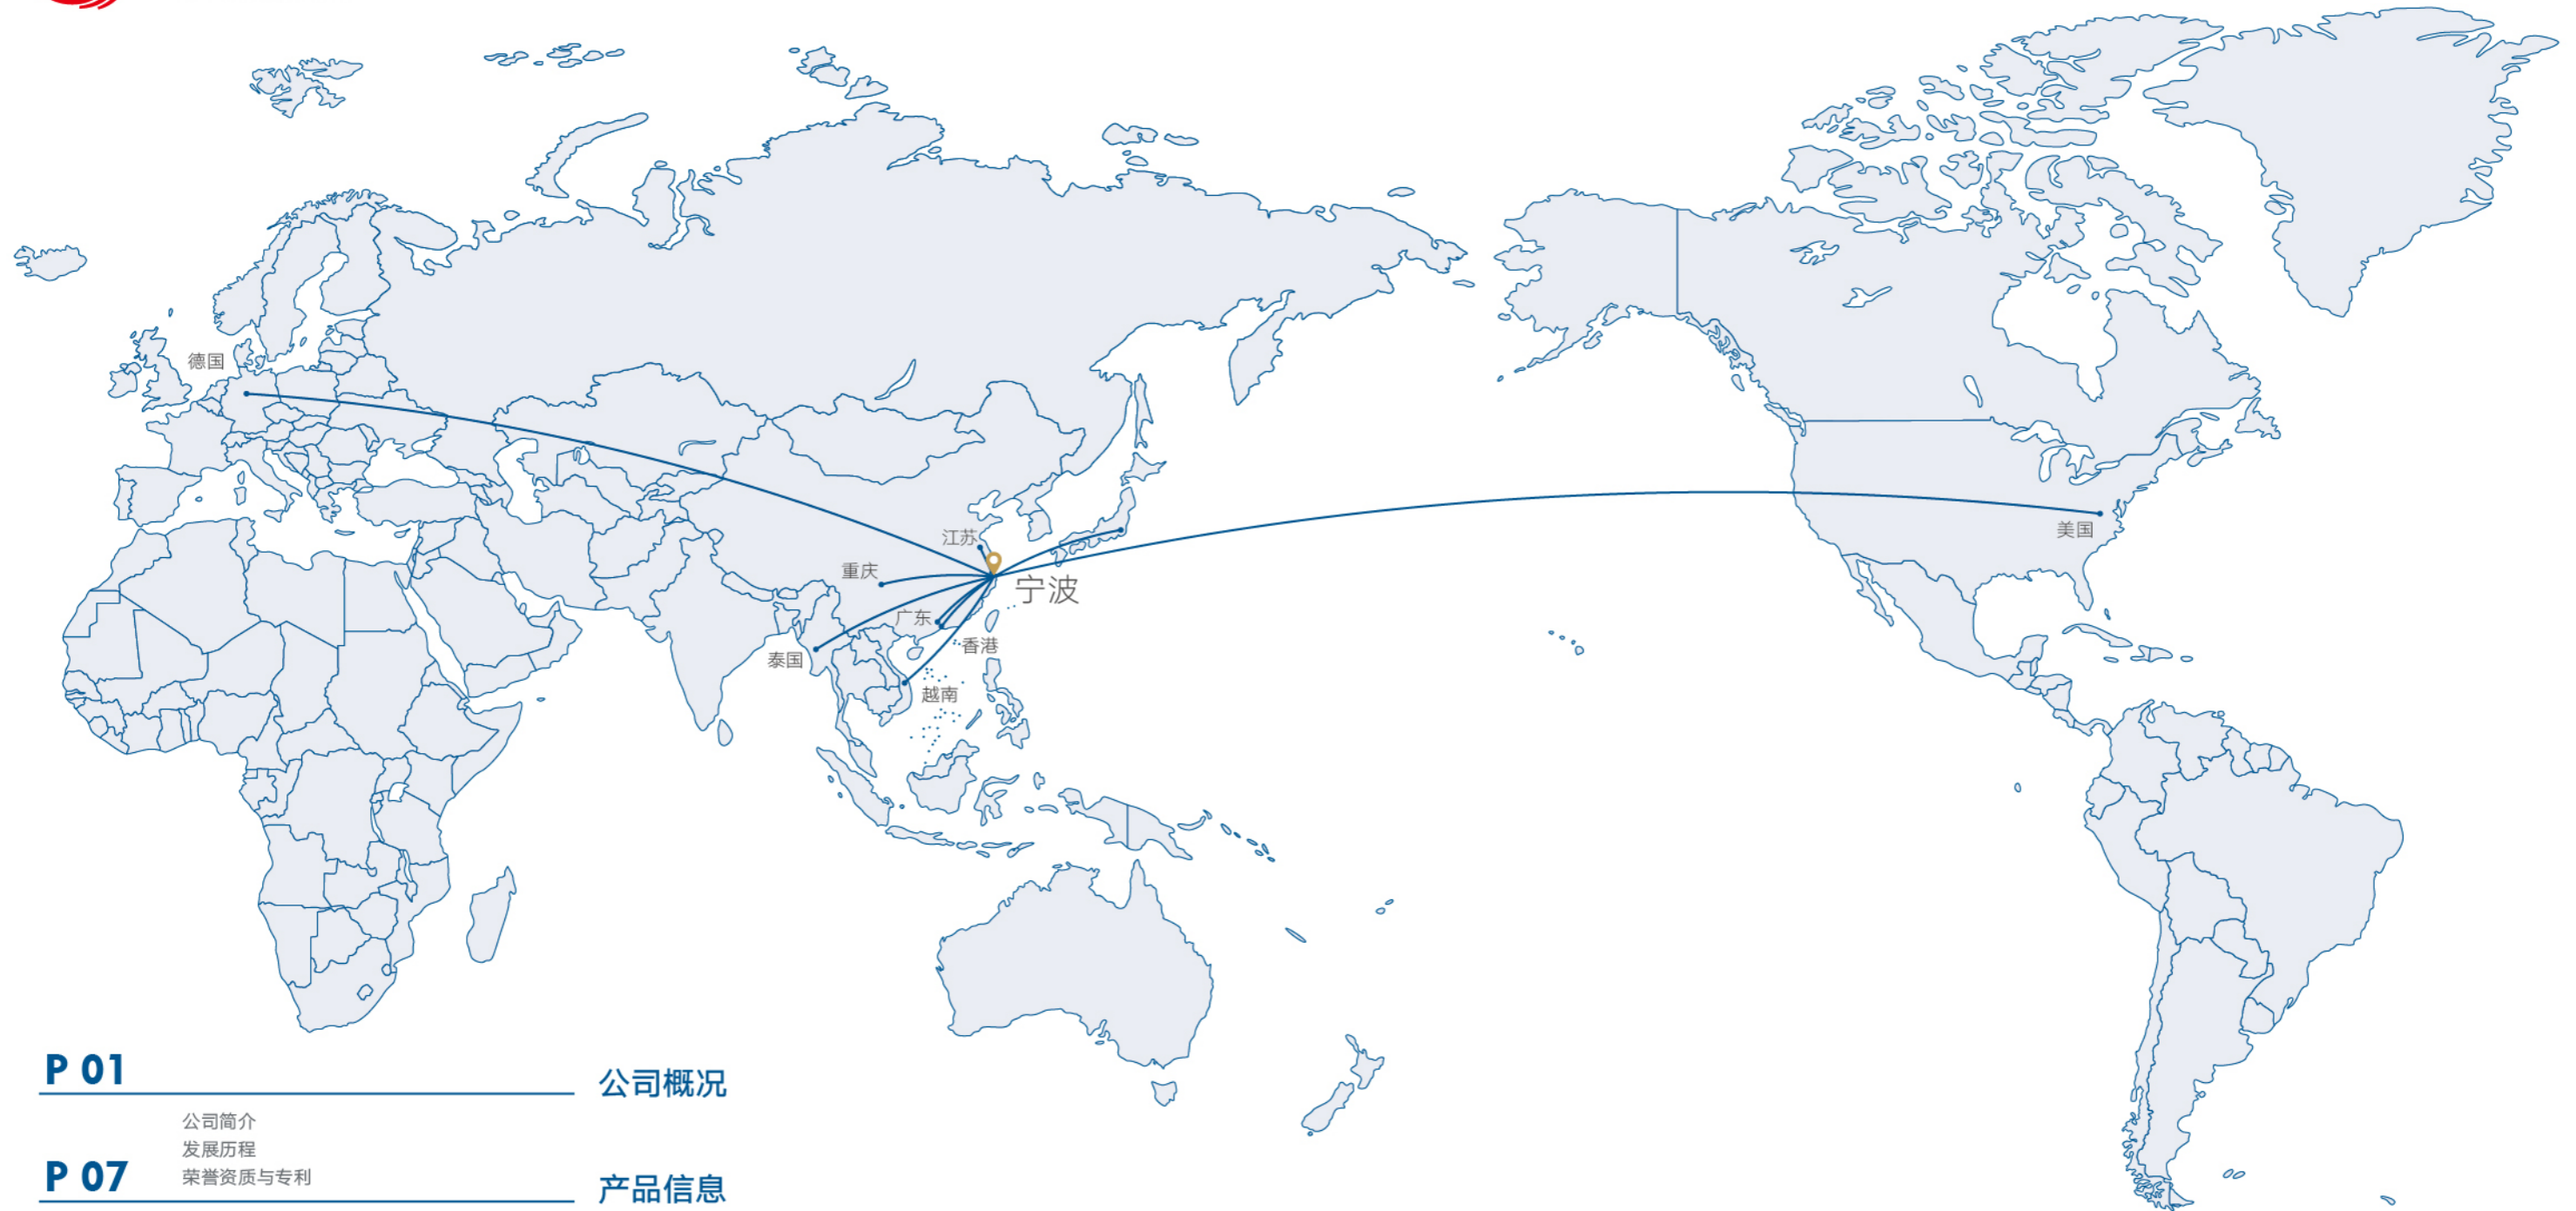 德国
江苏
重庆
宁波
美国
广东
香港
泰国
越南
P 01
公司概况
公司简介
发展历程
荣誉资质与专利
P 07
产品信息